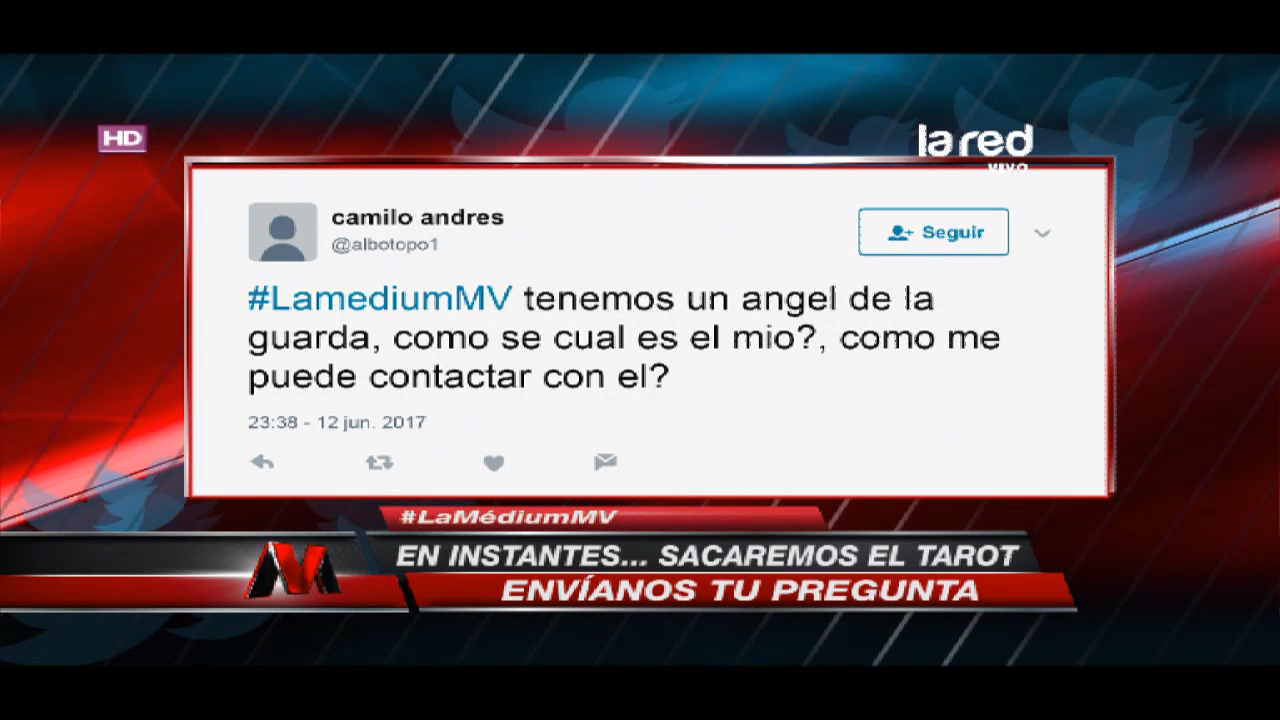 HD
la red
VIVO
camilo andres
@albotopo1
Seguir
#LamediumMV tenemos un angel de la
guarda, como se cual es el mio?, como me
puede contactar con el?
23:38 - 12 jun. 2017
#LaMédiumMV
EN INSTANTES... SACAREMOS EL TAROT
ENVÍANOS TU PREGUNTA